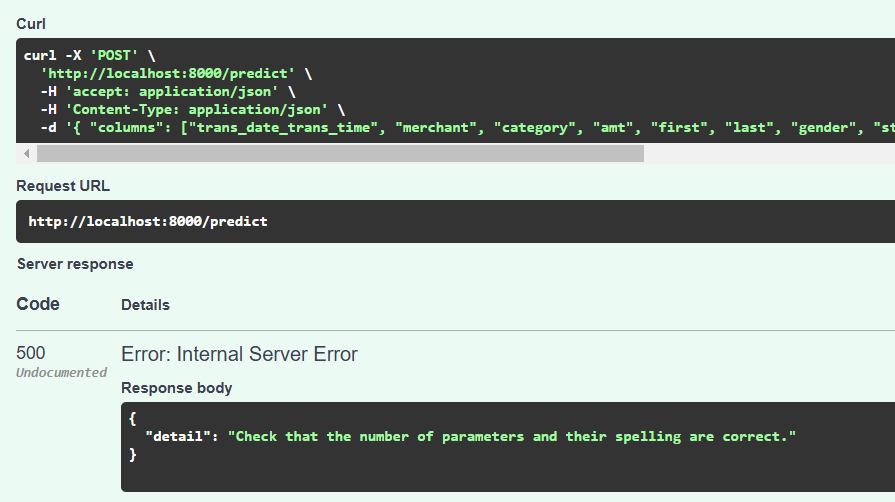 Curl
curl -X 'POST' \
'http://localhost:8000/predict' \
-H 'accept: application/json' \
-H 'Content-Type: application/json' \
-d '{ "columns": ["trans_date_trans_time", "merchant", "category", "amt", "first", "last", "gender", "st
Request URL
http://localhost:8000/predict
Server response
Code Details
500 Error: Internal Server Error
Undocumented
Response body
{
"detail": "Check that the number of parameters and their spelling are correct."
}